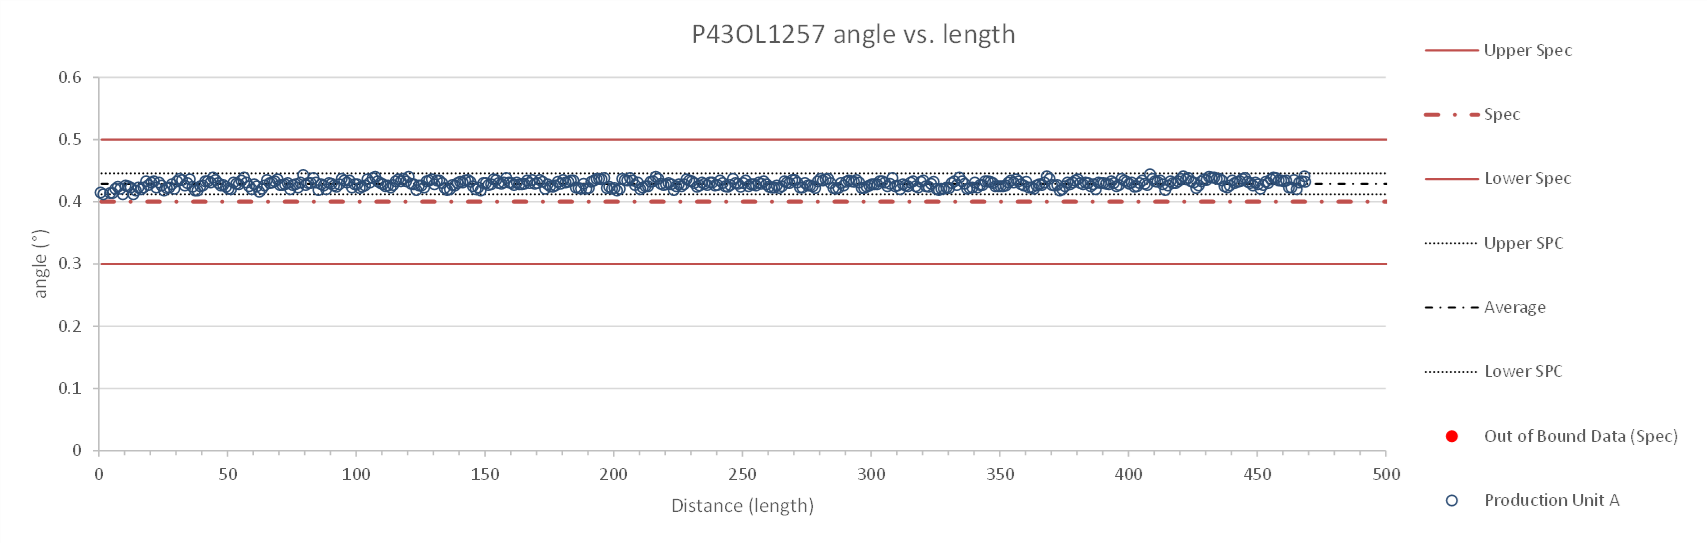 P43OL1257 angle vs. length
Upper Spec
Spec
Lower Spec
Upper SPC
Average
Lower SPC
Out of Bound Data (Spec)
Production Unit A
angle (°)
0.6
0.5
0.4
0.3
0.2
0.1
0
0 50 100 150 200 250 300 350 400 450 500
Distance (length)